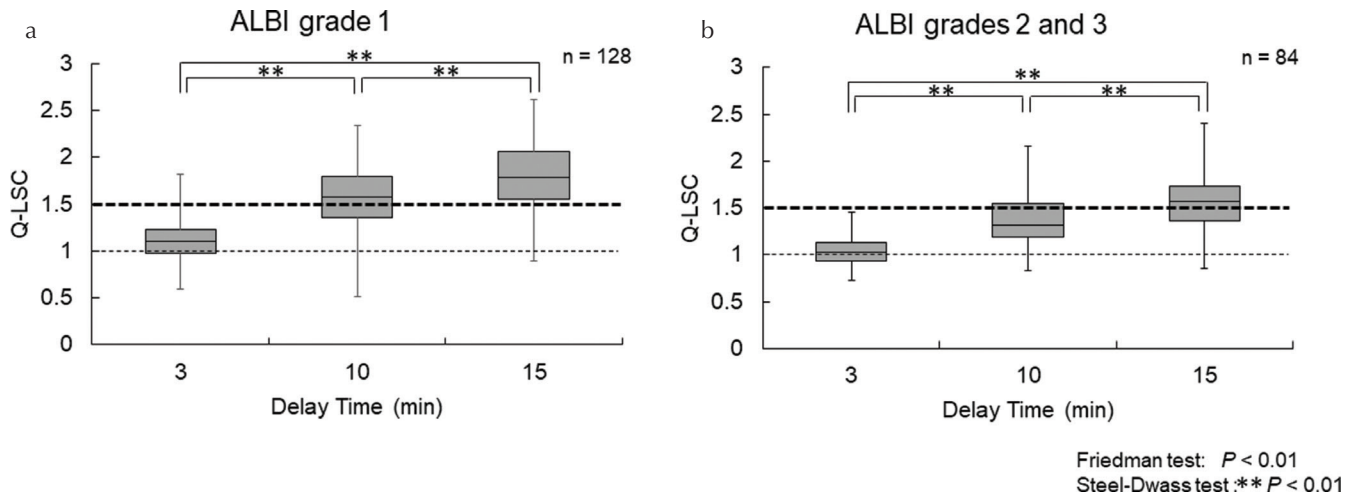 a
ALBI grade 1
n = 128
**
** **
3
2.5
2
1.5
1
0.5
0
Q-LSC
3 10 15
Delay Time (min)
b
ALBI grades 2 and 3
n = 84
**
** **
3
2.5
2
1.5
1
0.5
0
Q-LSC
3 10 15
Delay Time (min)
Friedman test: P < 0.01
Steel-Dwass test :** P < 0.01